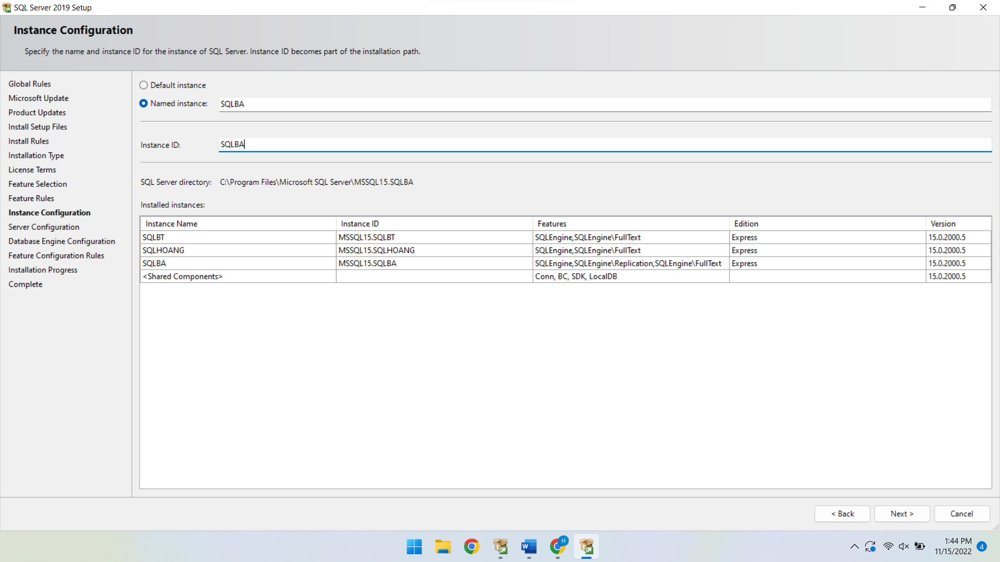 SQL Server 2019 Setup
Instance Configuration
Specify the name and instance ID for the instance of SQL Server. Instance ID becomes part of the installation path.
Global Rules
Microsoft Update
Product Updates
Install Setup Files
Install Rules
Installation Type
License Terms
Feature Selection
Feature Rules
Instance Configuration
Server Configuration
Database Engine Configuration
Feature Configuration Rules
Installation Progress
Complete
Default instance
Named instance: SQLBA
Instance ID: SQLBA
SQL Server directory: C:\Program Files\Microsoft SQL Server\MSSQL15.SQLBA
Installed instances:
Instance Name Instance ID Features Edition Version
SQLBT MSSQL15.SQLBT SQLEngine,SQLEngine\FullText Express 15.0.2000.5
SQLHOANG MSSQL15.SQLHOANG SQLEngine,SQLEngine\FullText Express 15.0.2000.5
SQLBA MSSQL15.SQLBA SQLEngine,SQLEngine\Replication,SQLEngine\FullText Express 15.0.2000.5
<Shared Components> Conn, BC, SDK, LocalDB 15.0.2000.5
< Back Next > Cancel
W H
1:44 PM
11/15/2022 4